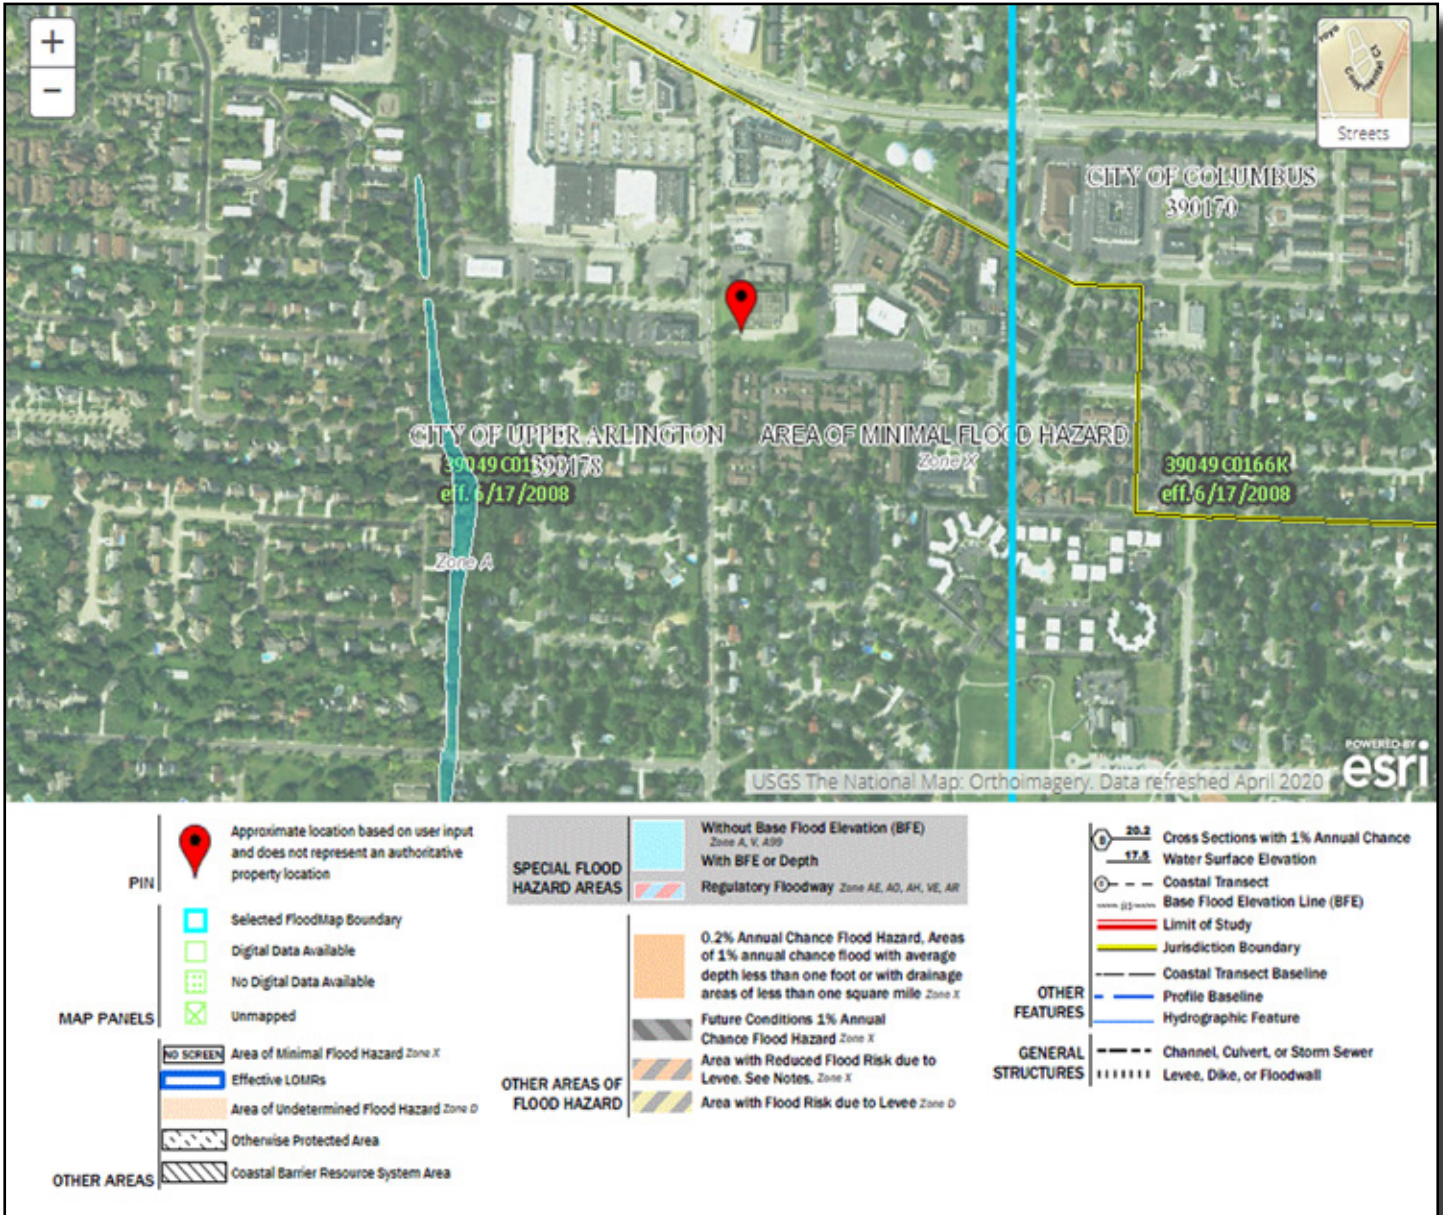 +
−
Streets
CITY OF COLUMBUS
390170
CITY OF UPPER ARLINGTON
390178
39049 C01
eff. 6/17/2008
AREA OF MINIMAL FLOOD HAZARD
Zone X
39049 C0166K
eff. 6/17/2008
Zone A
POWERED BY
esri
USGS The National Map: Orthoimagery. Data refreshed April 2020
PIN
Approximate location based on user input
and does not represent an authoritative
property location
MAP PANELS
Selected FloodMap Boundary
Digital Data Available
No Digital Data Available
Unmapped
OTHER AREAS
NO SCREEN Area of Minimal Flood Hazard Zone X
Effective LOMRs
Area of Undetermined Flood Hazard Zone D
Otherwise Protected Area
Coastal Barrier Resource System Area
SPECIAL FLOOD
HAZARD AREAS
Without Base Flood Elevation (BFE)
Zone A, V, A99
With BFE or Depth
Regulatory Floodway Zone AE, AO, AH, VE, AR
OTHER AREAS OF
FLOOD HAZARD
0.2% Annual Chance Flood Hazard, Areas
of 1% annual chance flood with average
depth less than one foot or with drainage
areas of less than one square mile Zone X
Future Conditions 1% Annual
Chance Flood Hazard Zone X
Area with Reduced Flood Risk due to
Levee. See Notes. Zone X
Area with Flood Risk due to Levee Zone D
OTHER
FEATURES
20.2 Cross Sections with 1% Annual Chance
17.5 Water Surface Elevation
Coastal Transect
Base Flood Elevation Line (BFE)
Limit of Study
Jurisdiction Boundary
Coastal Transect Baseline
Profile Baseline
Hydrographic Feature
GENERAL
STRUCTURES
Channel, Culvert, or Storm Sewer
Levee, Dike, or Floodwall